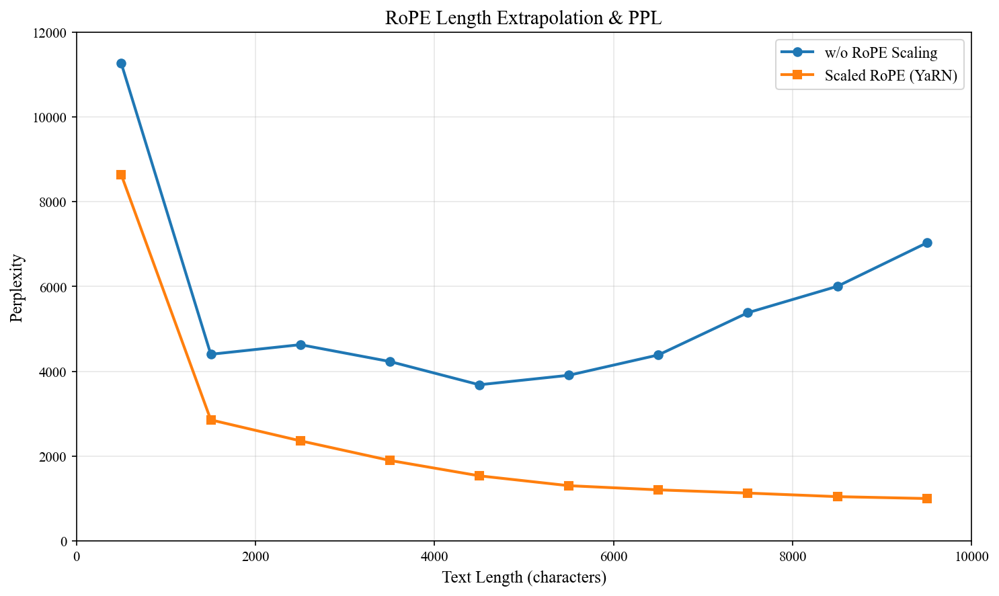 RoPE Length Extrapolation & PPL
w/o RoPE Scaling
Scaled RoPE (YaRN)
Perplexity
12000
10000
8000
6000
4000
2000
0
0 2000 4000 6000 8000 10000
Text Length (characters)